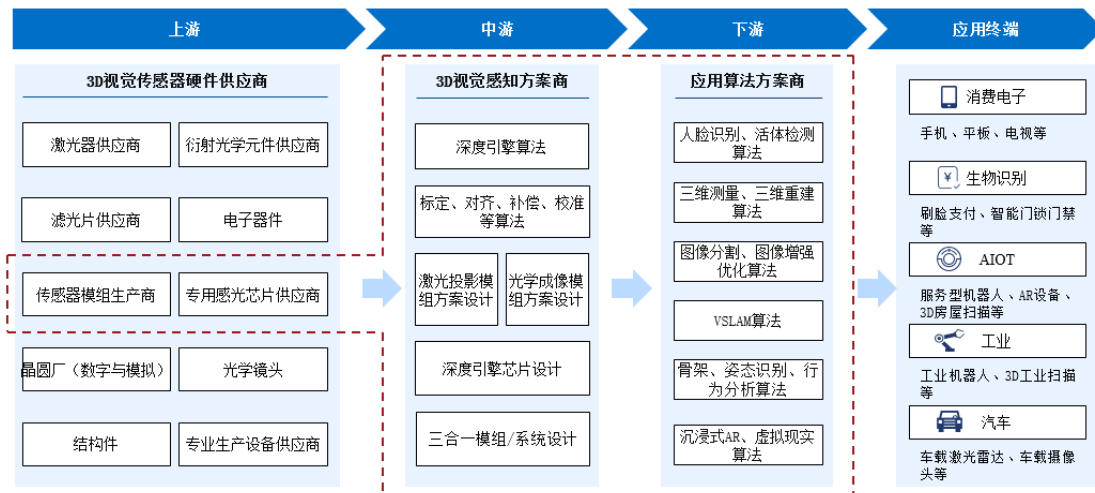 上游
中游
下游
应用终端
3D视觉传感器硬件供应商
激光器供应商
衍射光学元件供应商
滤光片供应商
电子器件
传感器模组生产商
专用感光芯片供应商
晶圆厂（数字与模拟）
光学镜头
结构件
专业生产设备供应商
3D视觉感知方案商
深度引擎算法
标定、对齐、补偿、校准
等算法
激光投影模
组方案设计
光学成像模
组方案设计
深度引擎芯片设计
三合一模组/系统设计
应用算法方案商
人脸识别、活体检测
算法
三维测量、三维重建
算法
图像分割、图像增强
优化算法
VSLAM算法
骨架、姿态识别、行
为分析算法
沉浸式AR、虚拟现实
算法
消费电子
手机、平板、电视等
¥
生物识别
刷脸支付、智能门锁门禁
等
AIOT
服务型机器人、AR设备、
3D房屋扫描等
工业
工业机器人、3D工业扫描
等
汽车
车载激光雷达、车载摄像
头等